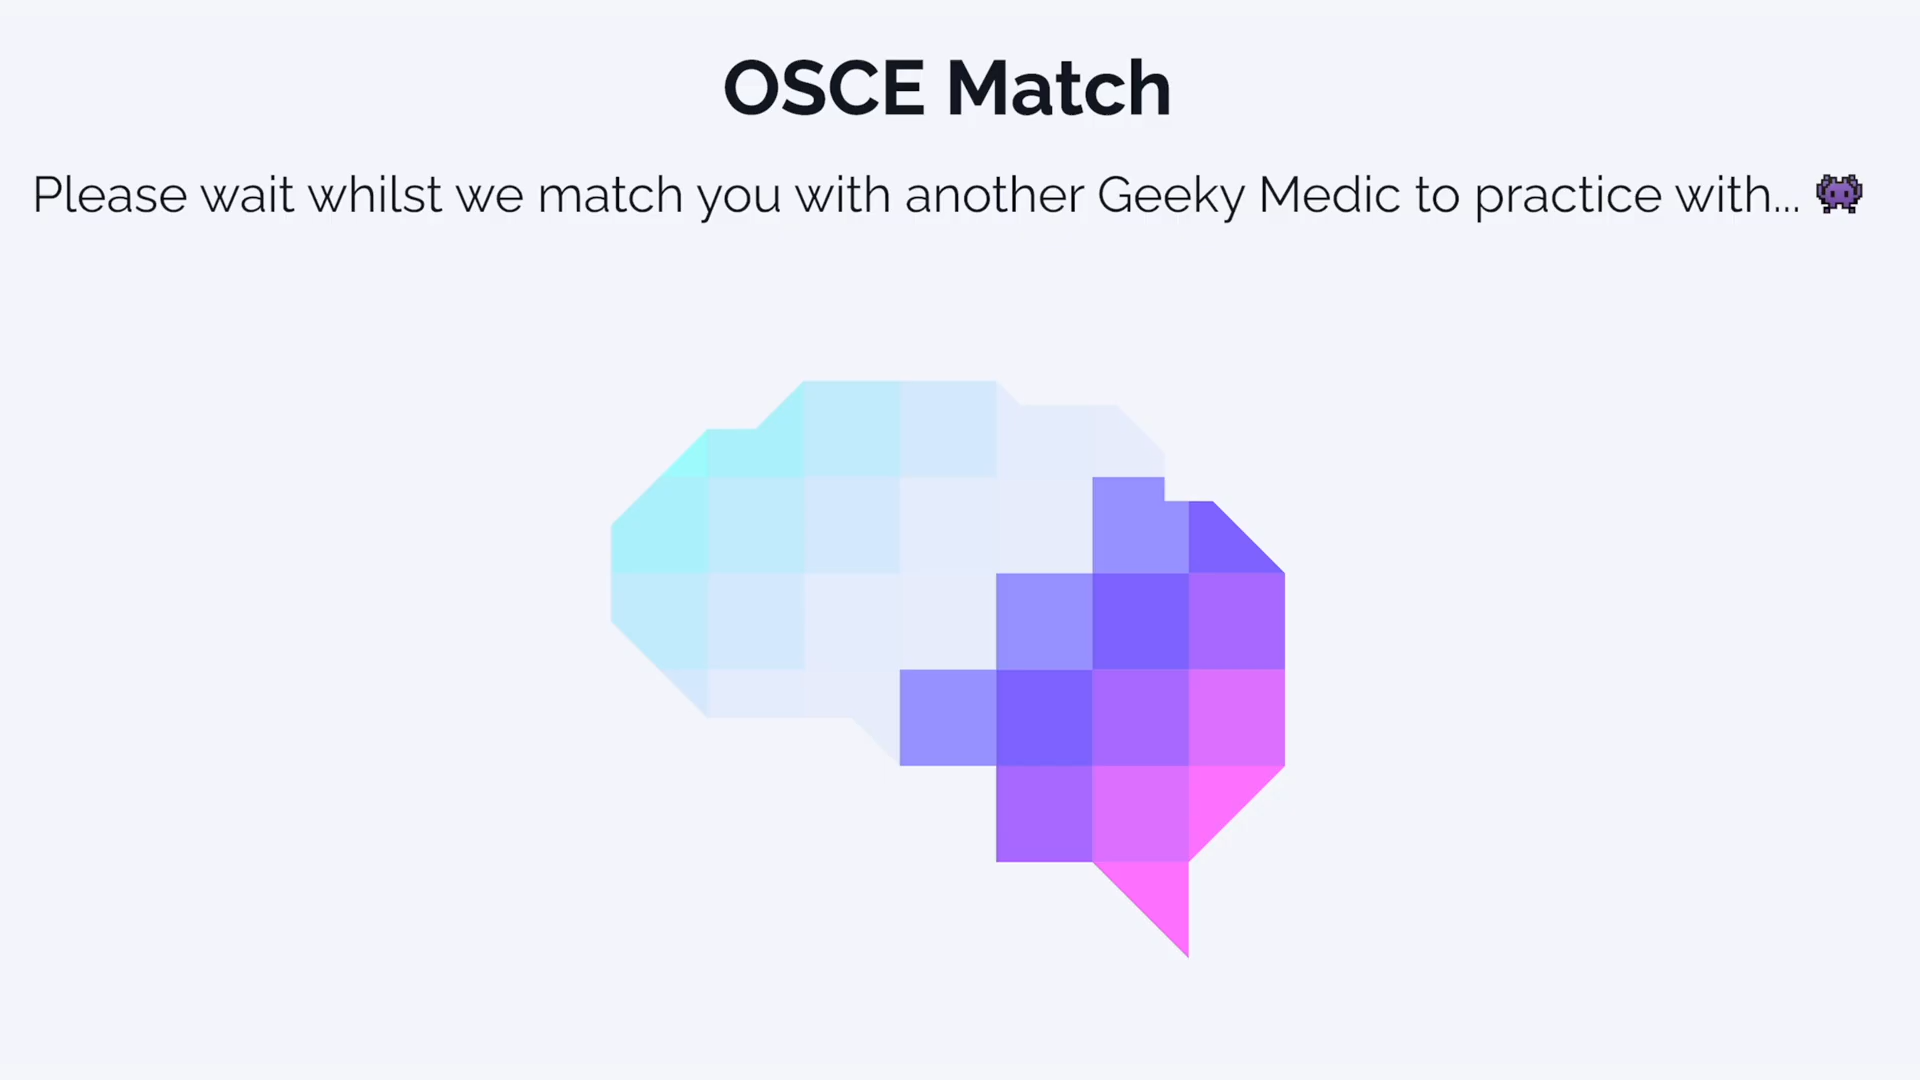 OSCE Match
Please wait whilst we match you with another Geeky Medic to practice with... 👾